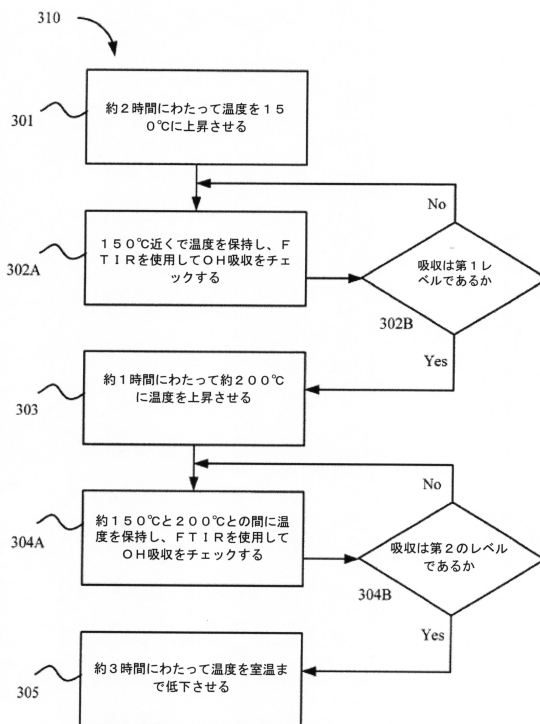 310
301
約2時間にわたって温度を15
0℃に上昇させる
No
302A
150℃近くで温度を保持し、F
TIRを使用してOH吸収をチェ
ックする
吸収は第1レ
ベルであるか
302B
Yes
303
約1時間にわたって約200℃
に温度を上昇させる
No
304A
約150℃と200℃との間に温
度を保持し、FTIRを使用して
OH吸収をチェックする
吸収は第2のレベル
であるか
304B
Yes
305
約3時間にわたって温度を室温ま
で低下させる